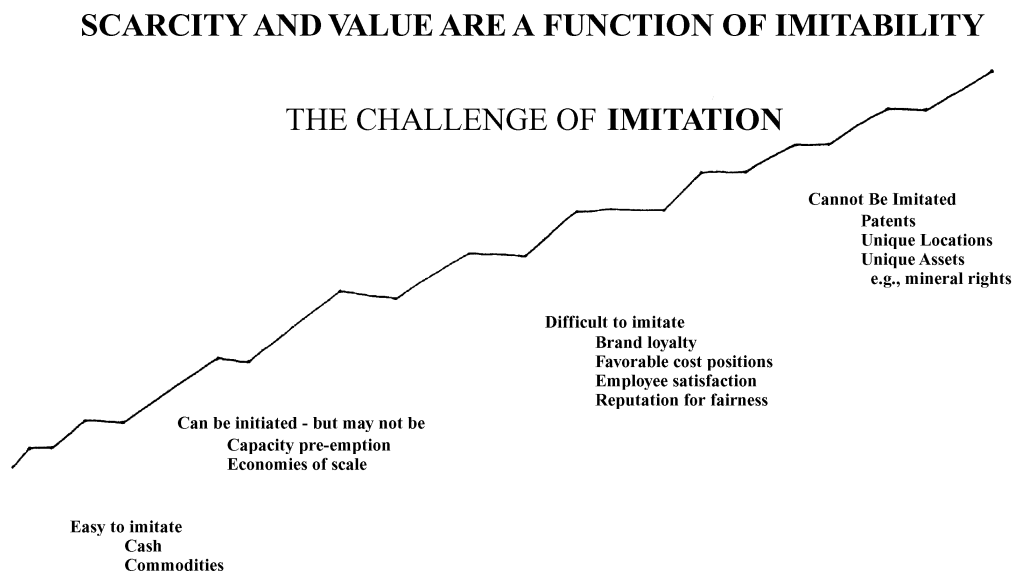 SCARCITY AND VALUE ARE A FUNCTION OF IMITABILITY
THE CHALLENGE OF IMITATION
Cannot Be Imitated
Patents
Unique Locations
Unique Assets
e.g., mineral rights
Difficult to imitate
Brand loyalty
Favorable cost positions
Employee satisfaction
Reputation for fairness
Can be initiated - but may not be
Capacity pre-emption
Economies of scale
Easy to imitate
Cash
Commodities